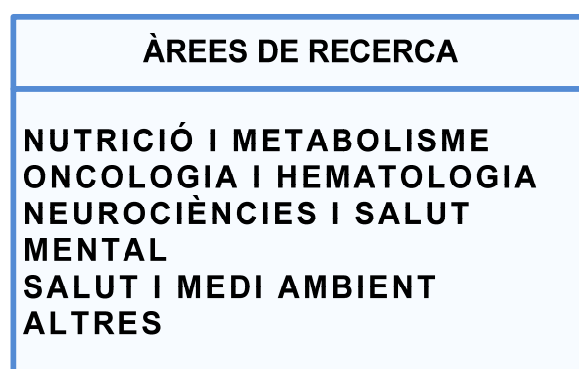 ÀREES DE RECERCA
NUTRICIÓ I METABOLISME
ONCOLOGIA I HEMATOLOGIA
NEUROCIÈNCIES I SALUT
MENTAL
SALUT I MEDI AMBIENT
ALTRES